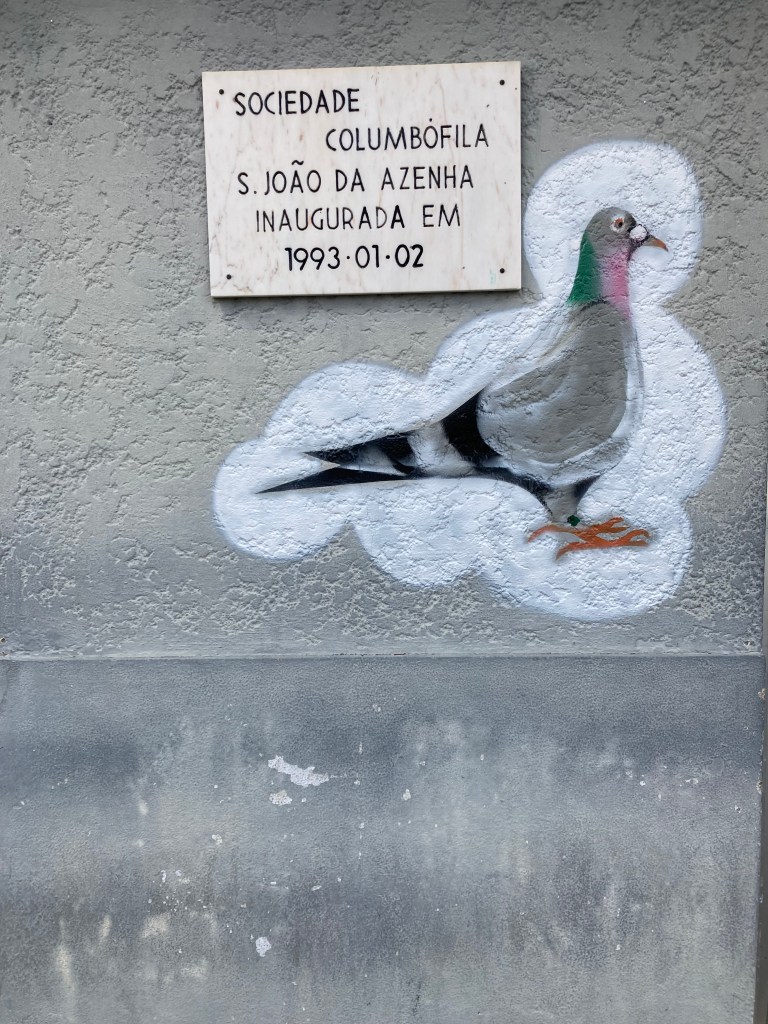 SOCIEDADE
COLUMBÓFILA
S. JOÃO DA AZENHA
INAUGURADA EM
1993·01·02